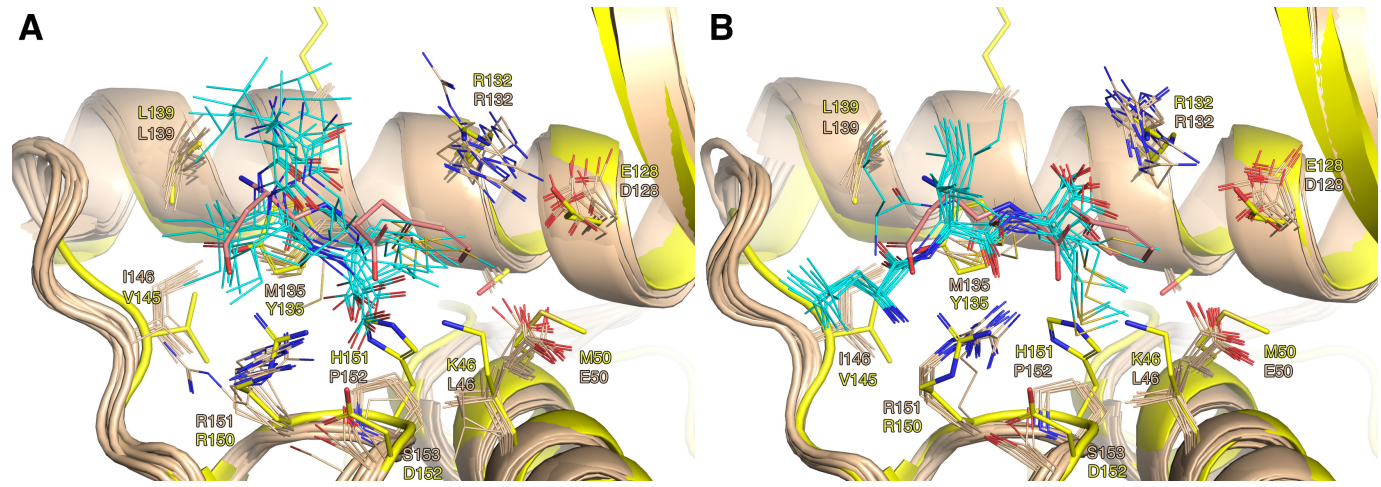 A
L139
L139
R132
R132
E128
D128
I146
V145
M135
Y135
H151
P152
K46
L46
M50
E50
R151
R150
S153
D152
B
L139
L139
R132
R132
E128
D128
M135
Y135
I146
V145
H151
P152
K46
L46
M50
E50
R151
R150
S153
D152